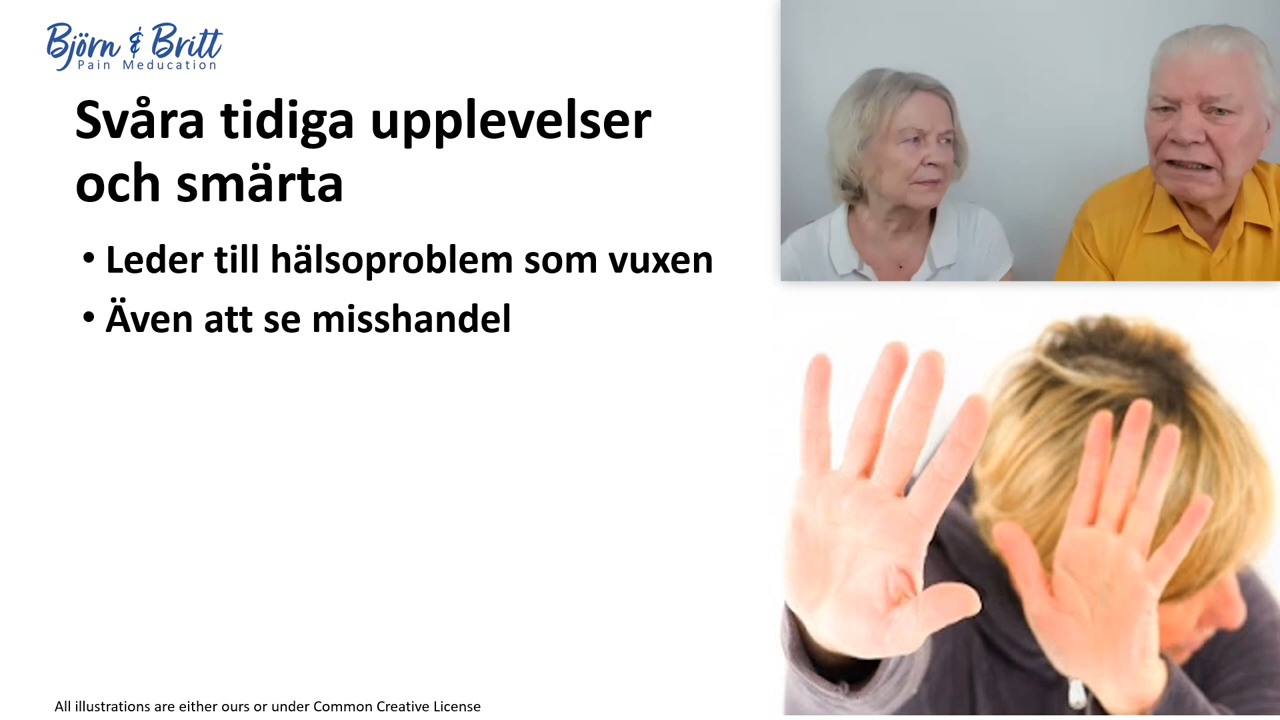 Björn & Britt
Pain Meducation
Svåra tidiga upplevelser
och smärta
• Leder till hälsoproblem som vuxen
• Även att se misshandel
All illustrations are either ours or under Common Creative License